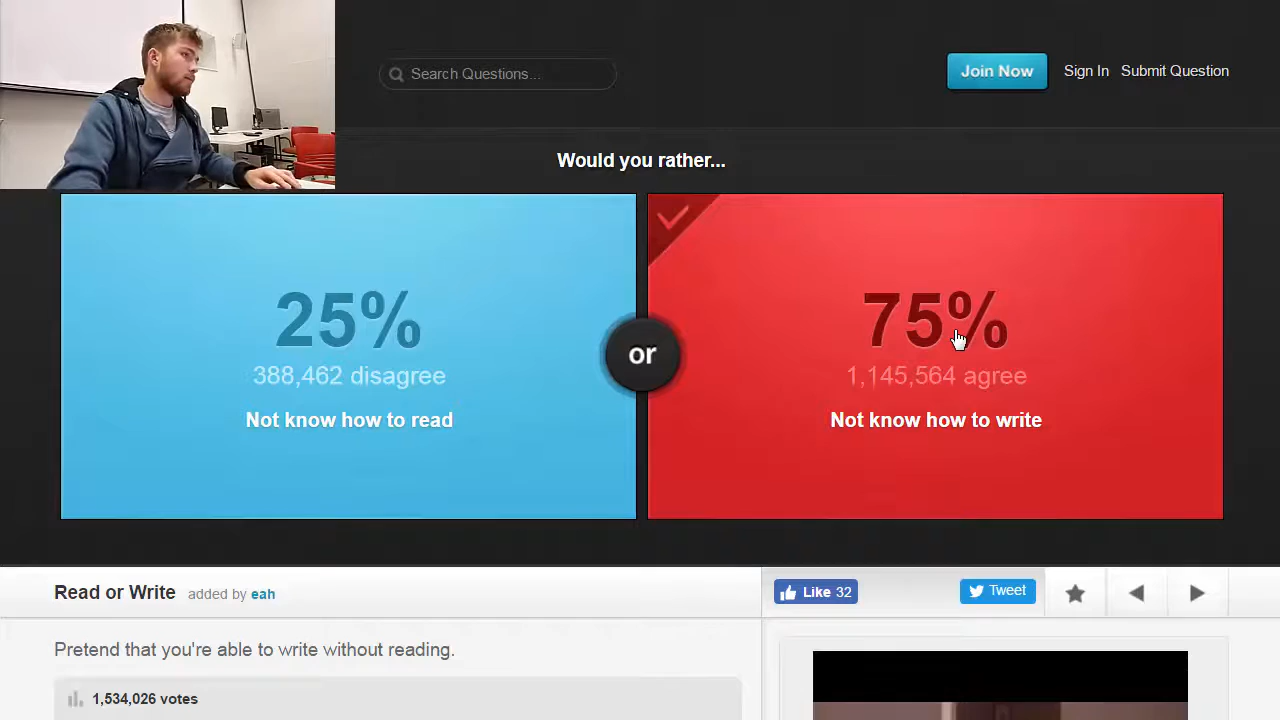 Search Questions...
Join Now
Sign In
Submit Question
Would you rather...
25%
388,462 disagree
Not know how to read
or
75%
1,145,564 agree
Not know how to write
Read or Write added by eah
Like 32
Tweet
Pretend that you're able to write without reading.
1,534,026 votes